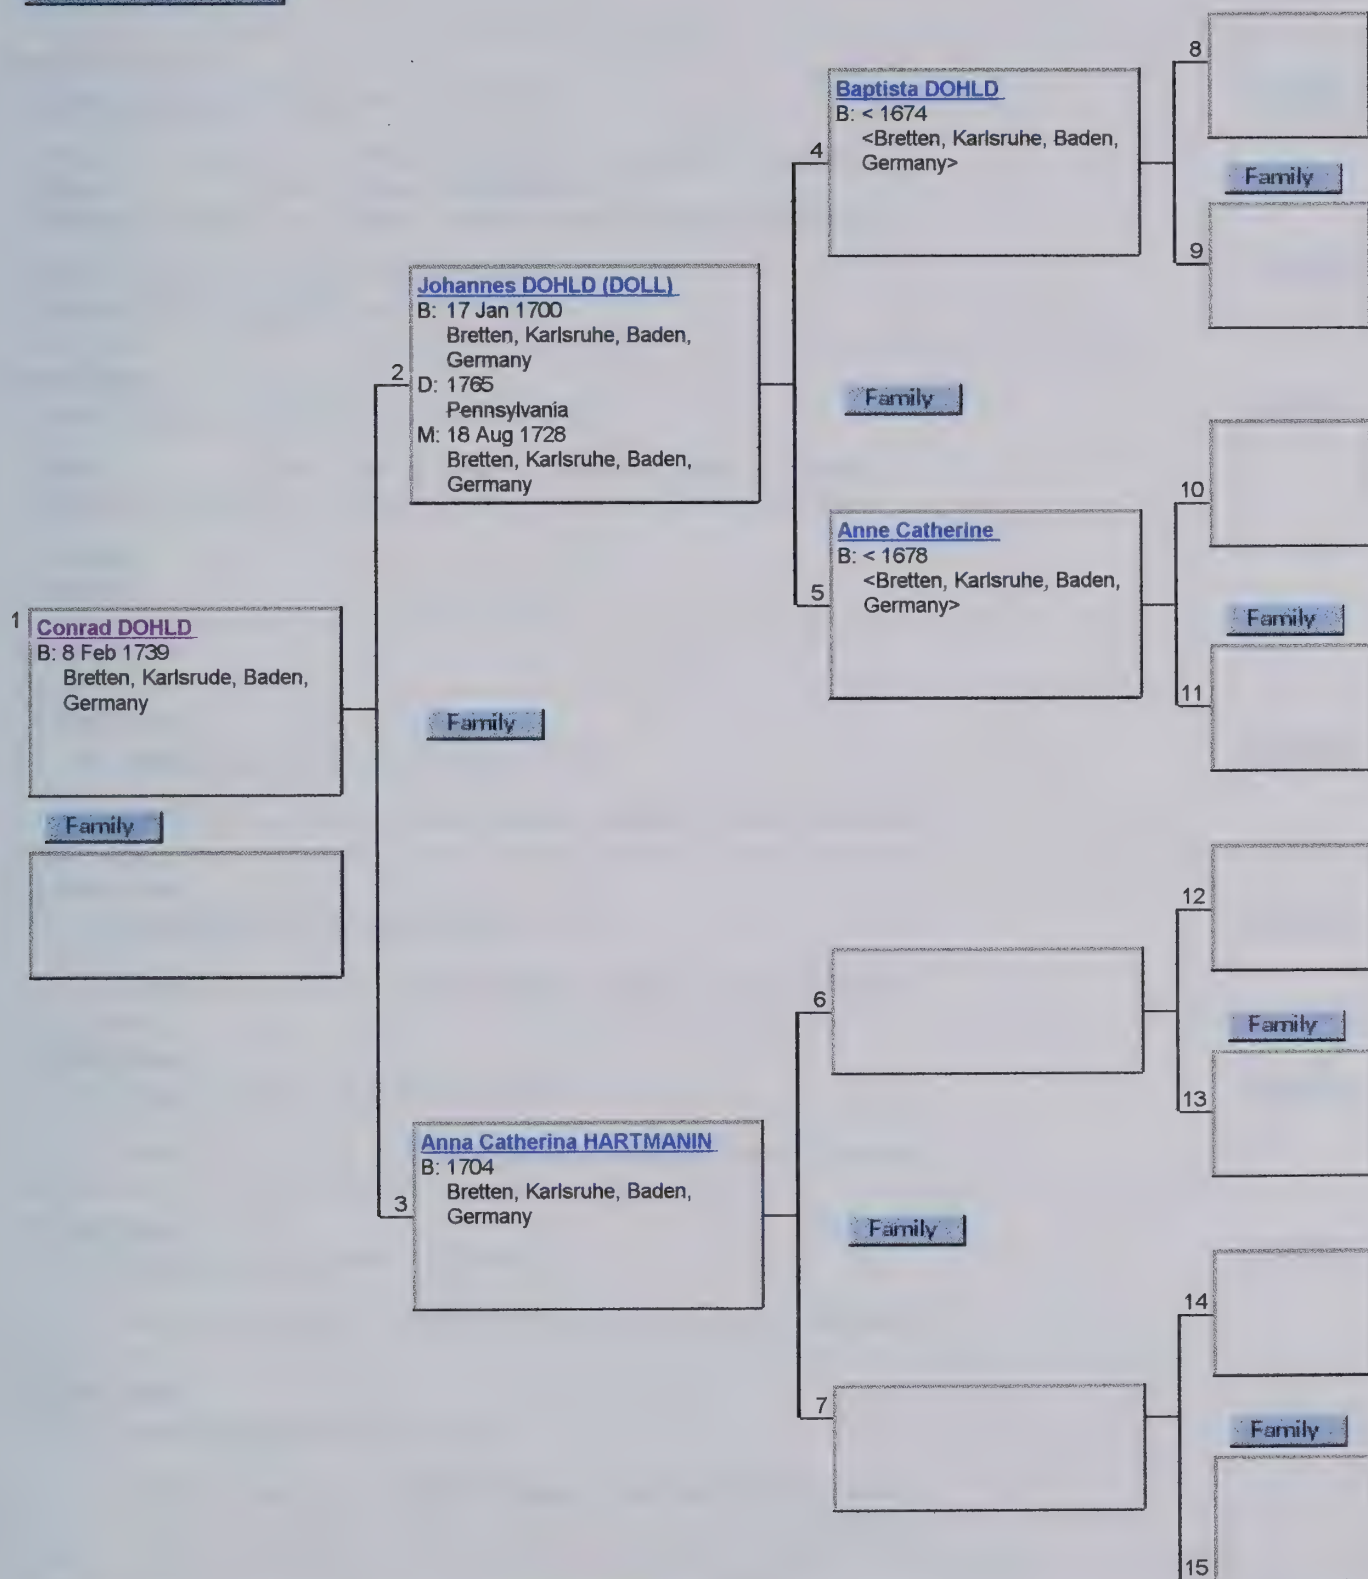 1
Conrad DOHLD
B: 8 Feb 1739
Bretten, Karlsrude, Baden,
Germany
Family
2
Johannes DOHLD (DOLL)
B: 17 Jan 1700
Bretten, Karlsruhe, Baden,
Germany
D: 1765
Pennsylvania
M: 18 Aug 1728
Bretten, Karlsruhe, Baden,
Germany
Family
3
Anna Catherina HARTMANIN
B: 1704
Bretten, Karlsruhe, Baden,
Germany
4
Baptista DOHLD
B: < 1674
<Bretten, Karlsruhe, Baden,
Germany>
Family
5
Anne Catherine
B: < 1678
<Bretten, Karlsruhe, Baden,
Germany>
6
Family
7
8
Family
9
10
Family
11
12
Family
13
14
Family
15